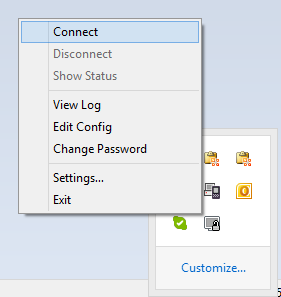 Connect
Disconnect
Show Status
View Log
Edit Config
Change Password
Settings...
Exit
Customize...